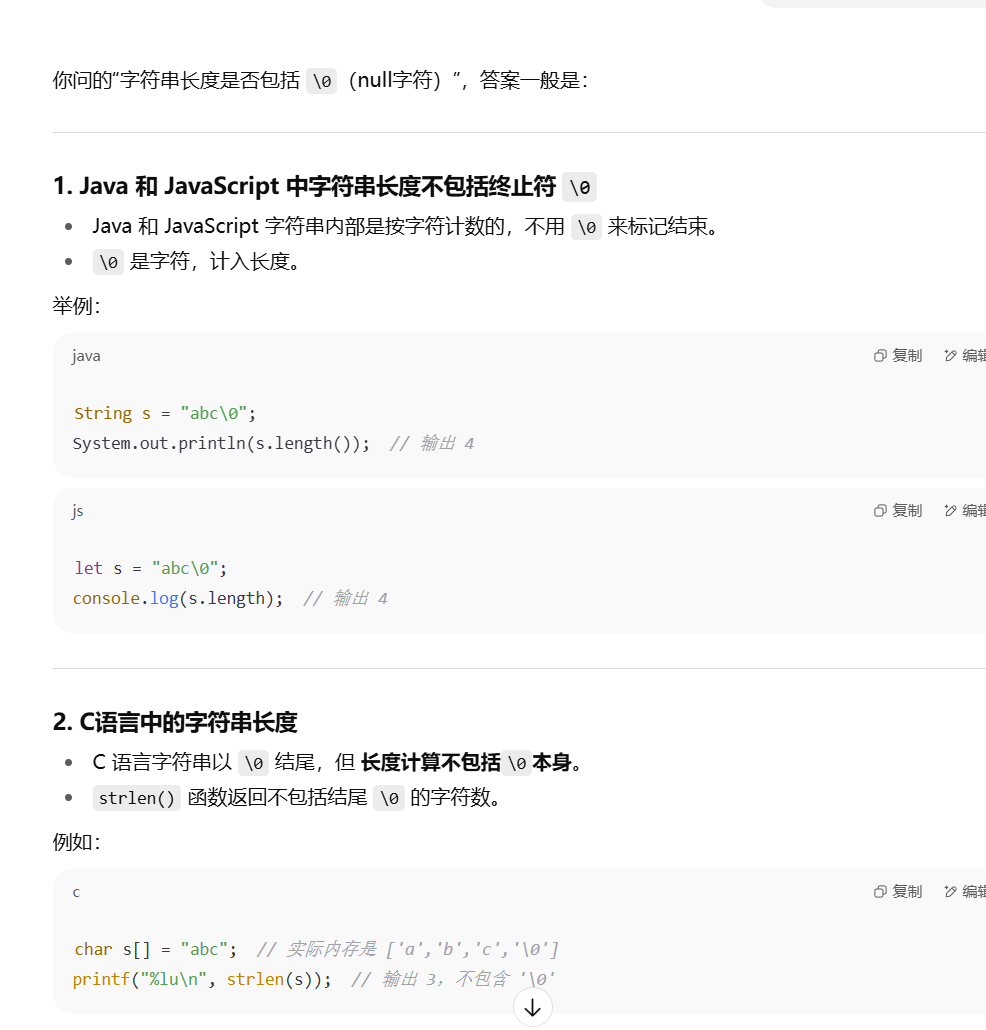 你问的“字符串长度是否包括 \0（null字符）”，答案一般是：
1. Java 和 JavaScript 中字符串长度不包括终止符 \0
• Java 和 JavaScript 字符串内部是按字符计数的，不用 \0 来标记结束。
• \0 是字符，计入长度。
举例：
java 复制 编辑
String s = "abc\0";
System.out.println(s.length()); // 输出 4
js 复制 编辑
let s = "abc\0";
console.log(s.length); // 输出 4
2. C语言中的字符串长度
• C 语言字符串以 \0 结尾，但 长度计算不包括 \0 本身。
• strlen() 函数返回不包括结尾 \0 的字符数。
例如：
c 复制 编辑
char s[] = "abc"; // 实际内存是 ['a','b','c','\0']
printf("%lu\n", strlen(s)); // 输出 3，不包含 '\0'